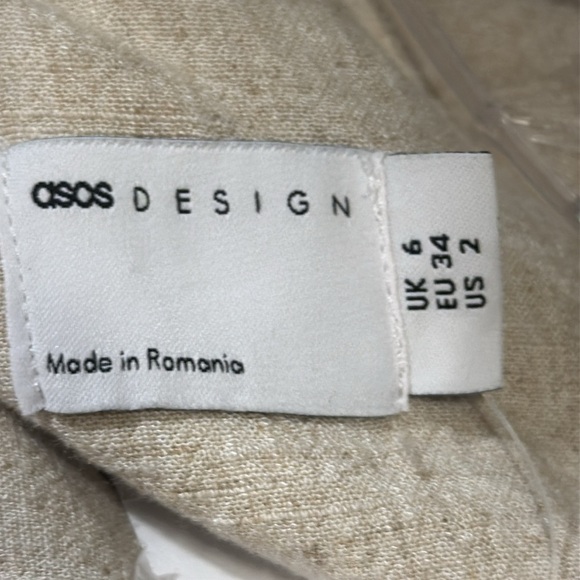 asos DESIGN
Made in Romania
UK 6
EU 34
US 2